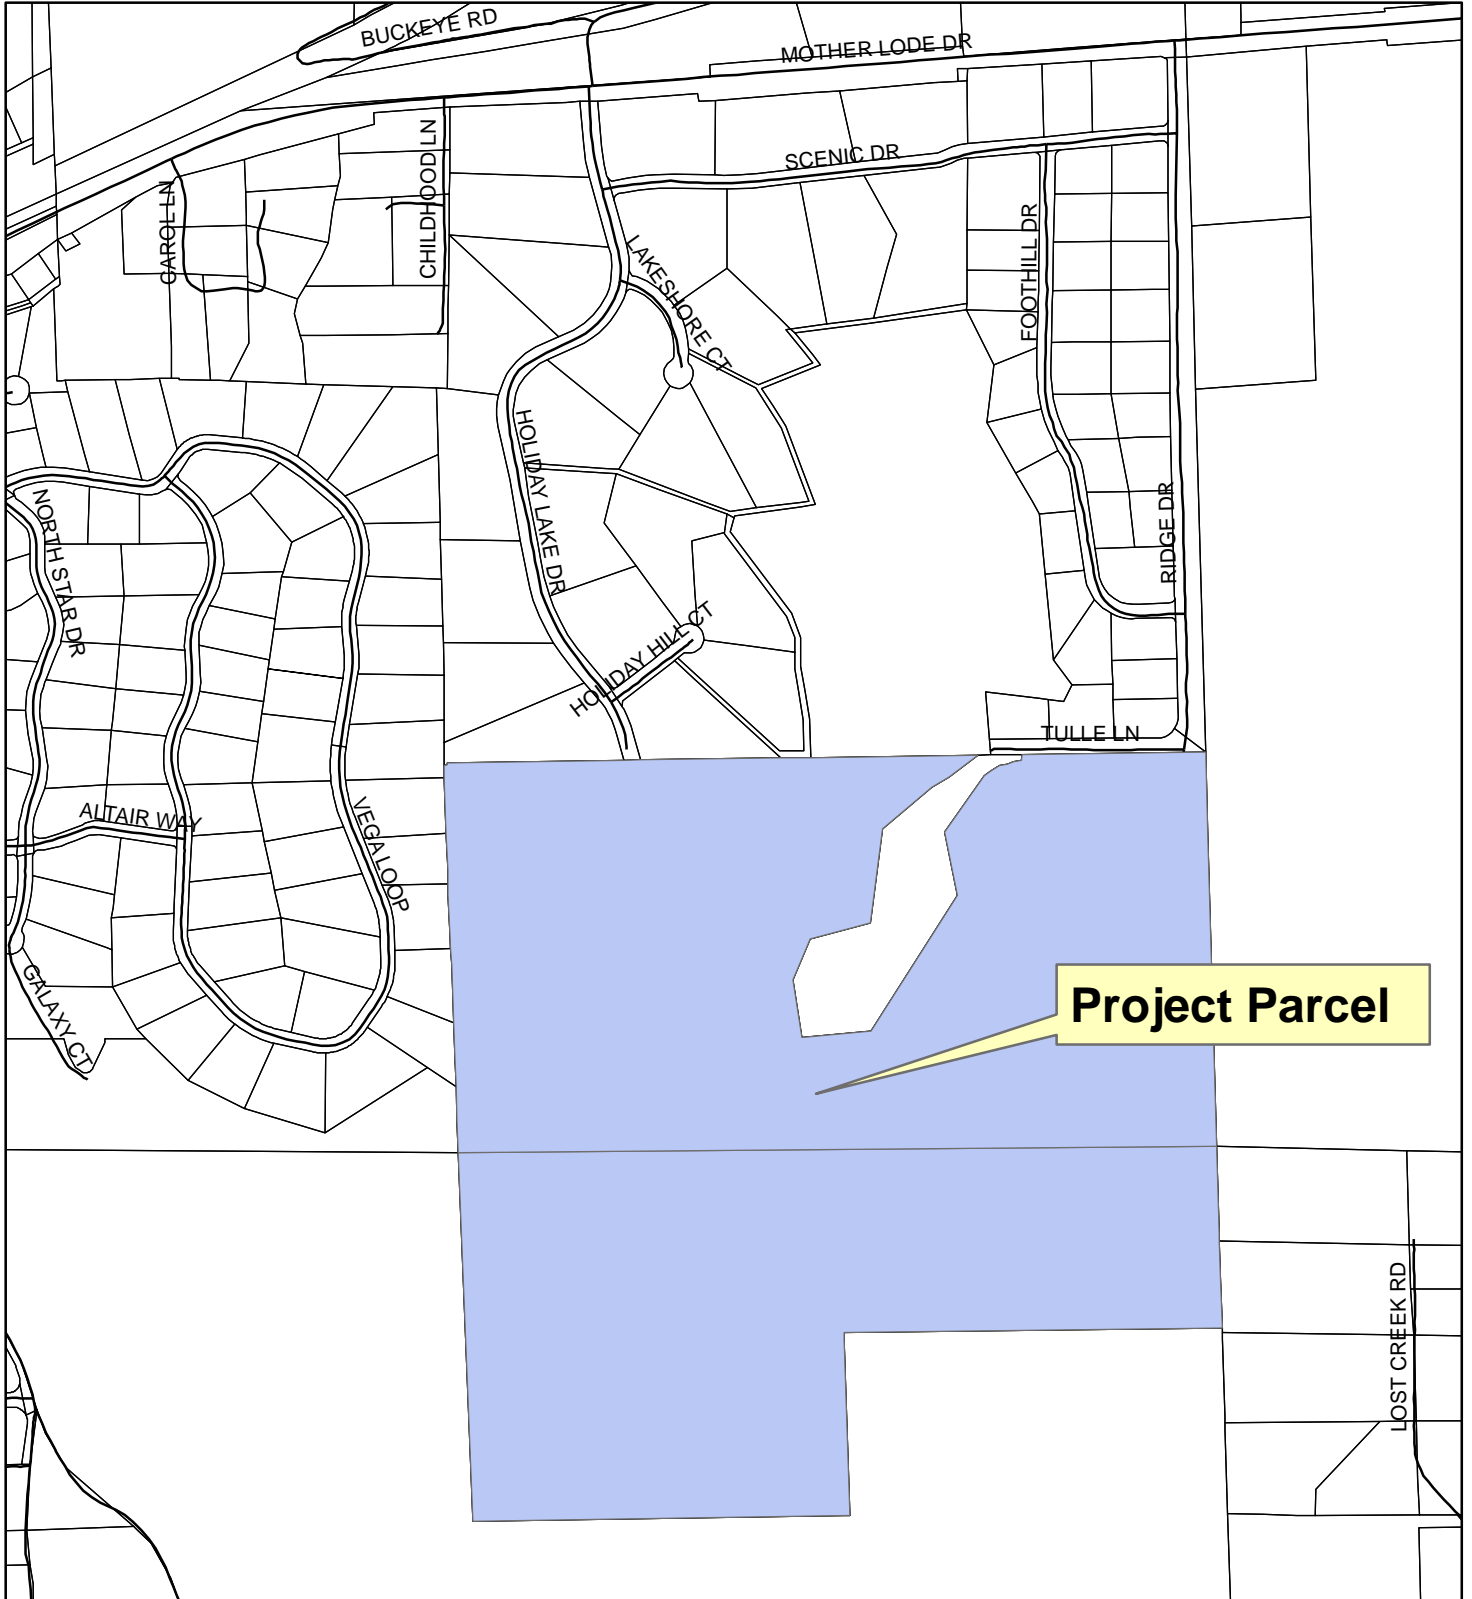 BUCKEYE RD
MOTHER LODE DR
SCENIC DR
CAROL LN
CHILDHOOD LN
LAKESHORE CT
FOOTHILL DR
HOLIDAY LAKE DR
RIDGE DR
NORTH STAR DR
HOLIDAY HILL CT
TULLE LN
ALTAIR WAY
VEGA LOOP
GALAXY CT
Project Parcel
LOST CREEK RD